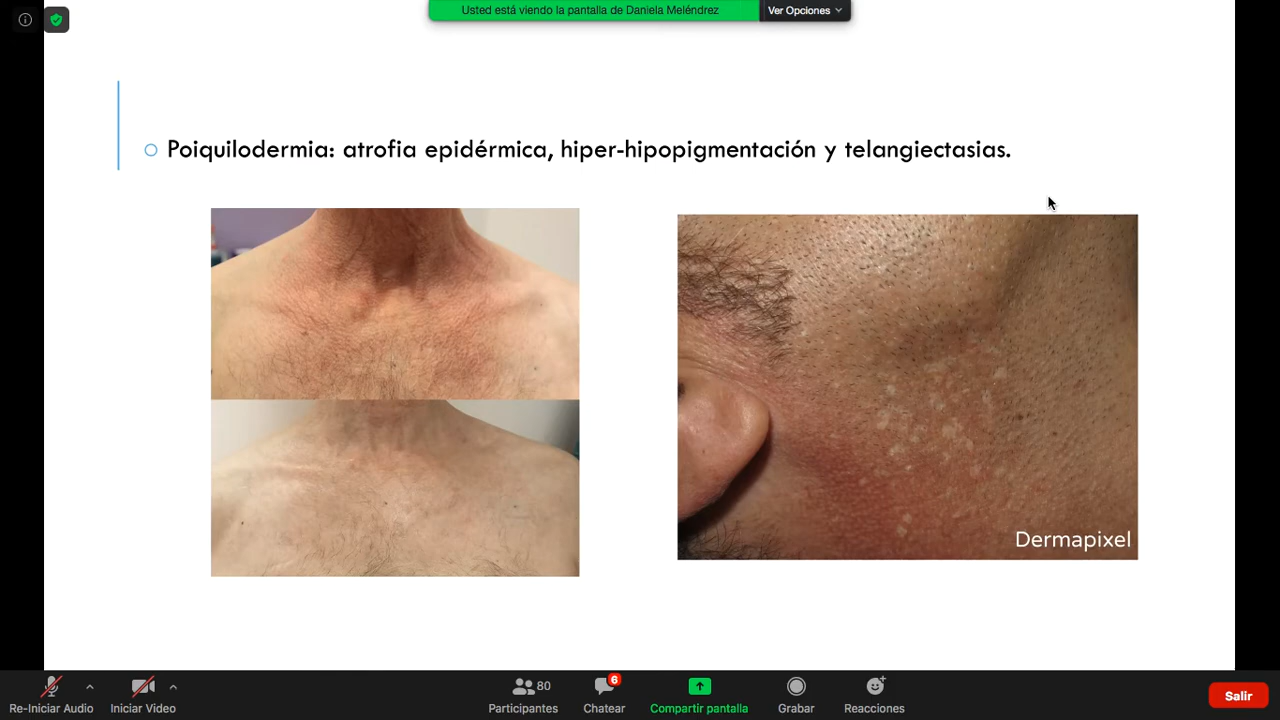 Usted está viendo la pantalla de Daniela Meléndrez
Ver Opciones
Poiquilodermia: atrofia epidérmica, hiper-hipopigmentación y telangiectasias.
Dermapixel
Re-Iniciar Audio
Iniciar Video
80
Participantes
6
Chatear
Compartir pantalla
Grabar
Reacciones
Salir